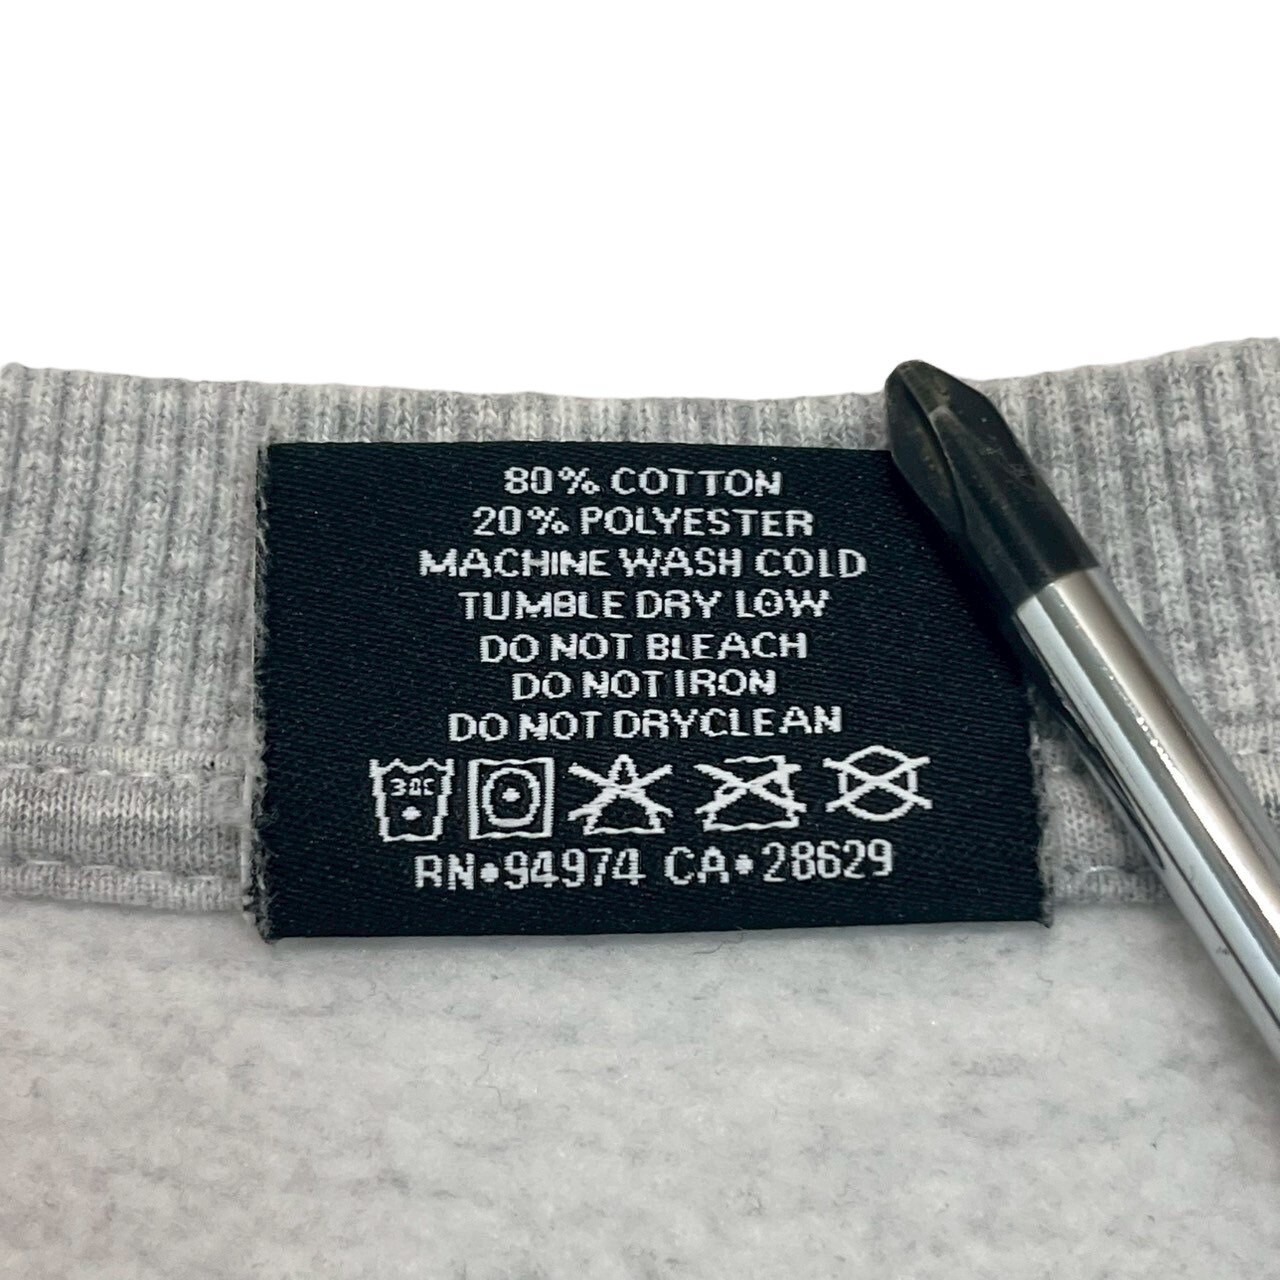 80% COTTON
20% POLYESTER
MACHINE WASH COLD
TUMBLE DRY LOW
DO NOT BLEACH
DO NOT IRON
DO NOT DRYCLEAN
30C
RN•94974 CA•28629